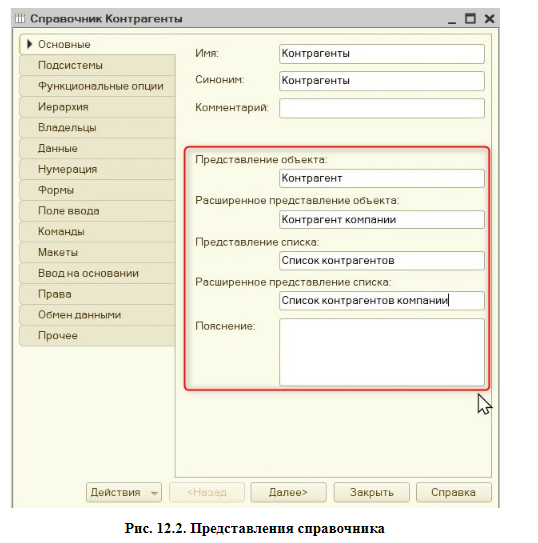 Справочник Контрагенты
Основные
Подсистемы
Функциональные опции
Иерархия
Владельцы
Данные
Нумерация
Формы
Поле ввода
Команды
Макеты
Ввод на основании
Права
Обмен данными
Прочее
Имя: Контрагенты
Синоним: Контрагенты
Комментарий:
Представление объекта:
Контрагент
Расширенное представление объекта:
Контрагент компании
Представление списка:
Список контрагентов
Расширенное представление списка:
Список контрагентов компании
Пояснение:
Действия <Назад Далее> Закрыть Справка
Рис. 12.2. Представления справочника